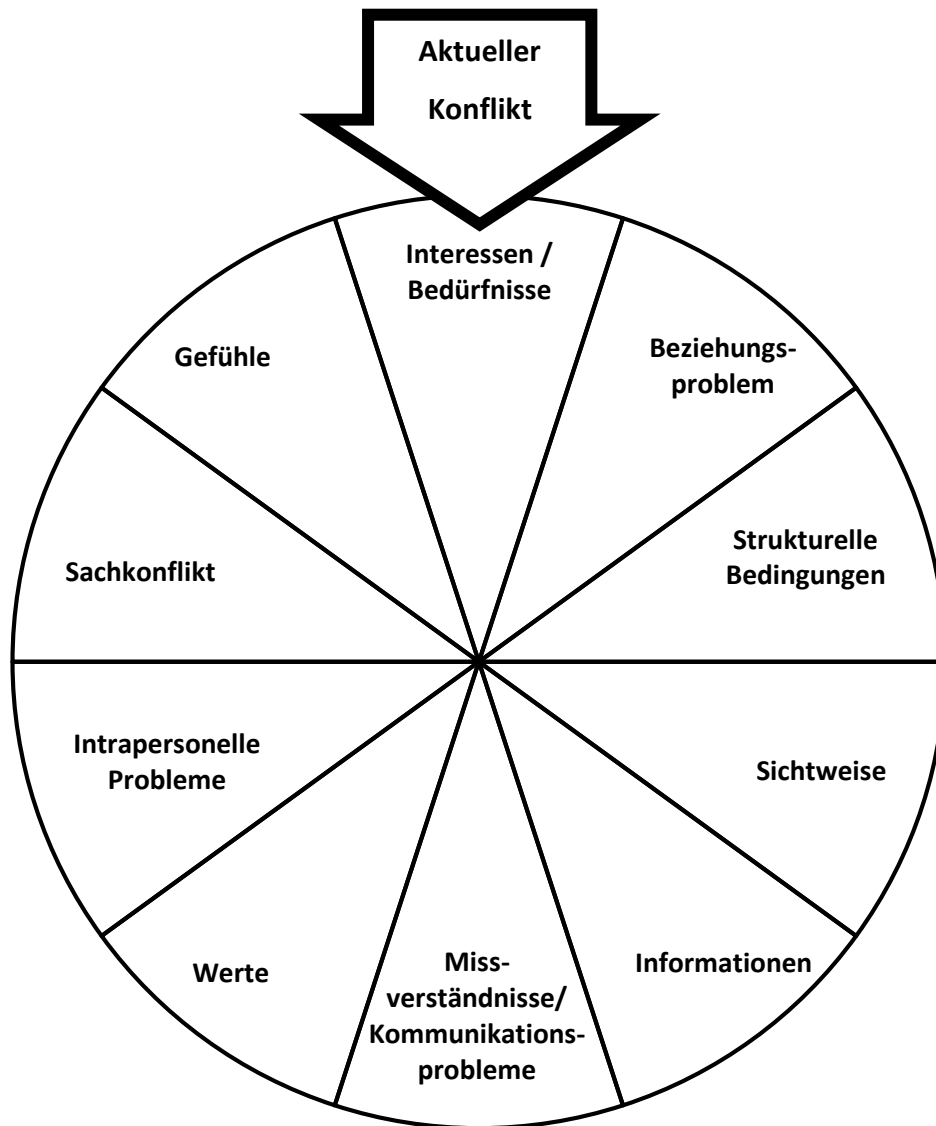 Aktueller
Konflikt
Interessen /
Bedürfnisse
Gefühle
Beziehungs-
problem
Sachkonflikt
Strukturelle
Bedingungen
Intrapersonelle
Probleme
Sichtweise
Werte
Miss-
verständnisse/
Kommunikations-
probleme
Informationen